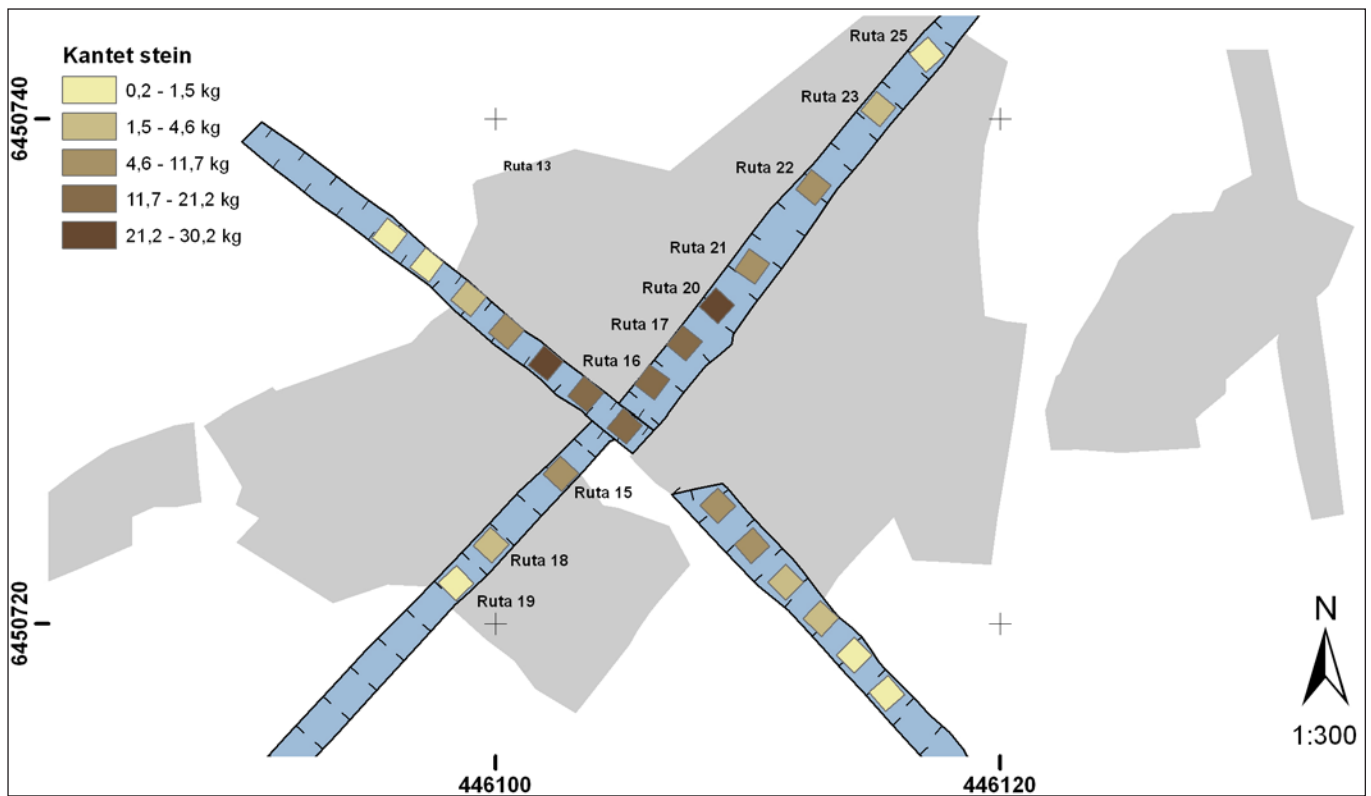 Kantet stein
0,2 - 1,5 kg
1,5 - 4,6 kg
4,6 - 11,7 kg
11,7 - 21,2 kg
21,2 - 30,2 kg
Ruta 25
Ruta 23
Ruta 13
Ruta 22
Ruta 21
Ruta 20
Ruta 17
Ruta 16
Ruta 15
Ruta 18
Ruta 19
6450740
6450720
446100
446120
N
1:300